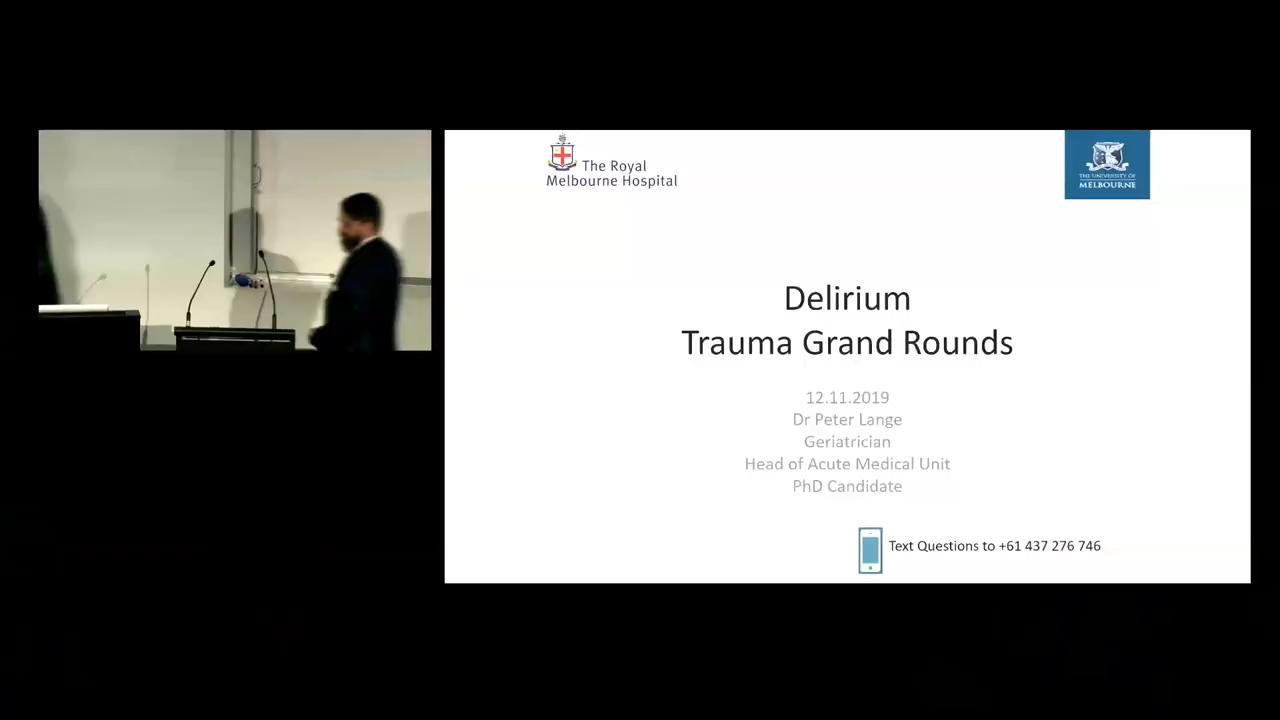 The Royal
Melbourne Hospital
THE UNIVERSITY OF
MELBOURNE
Delirium
Trauma Grand Rounds
12.11.2019
Dr Peter Lange
Geriatrician
Head of Acute Medical Unit
PhD Candidate
Text Questions to +61 437 276 746